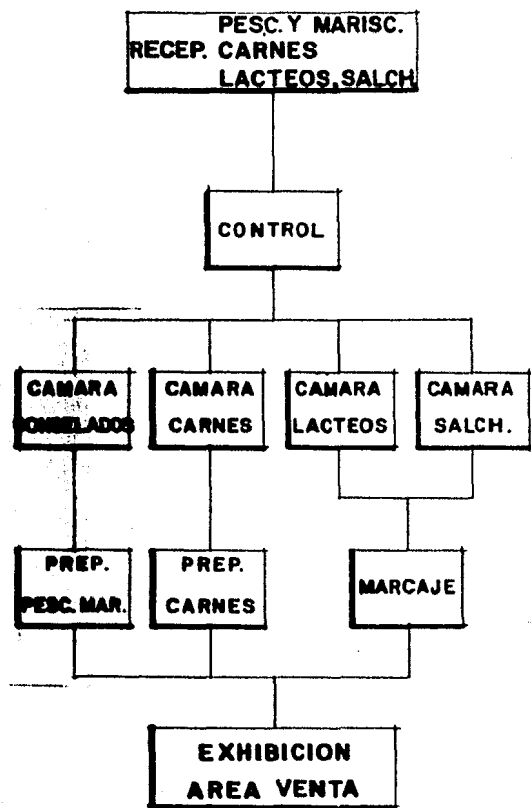 PESC. Y MARISC.
RECEP. CARNES
LACTEOS, SALCH.
CONTROL
CAMARA
CONGELADOS
CAMARA
CARNES
CAMARA
LACTEOS
CAMARA
SALCH.
PREP.
PESC. MAR.
PREP.
CARNES
MARCAJE
EXHIBICION
AREA VENTA